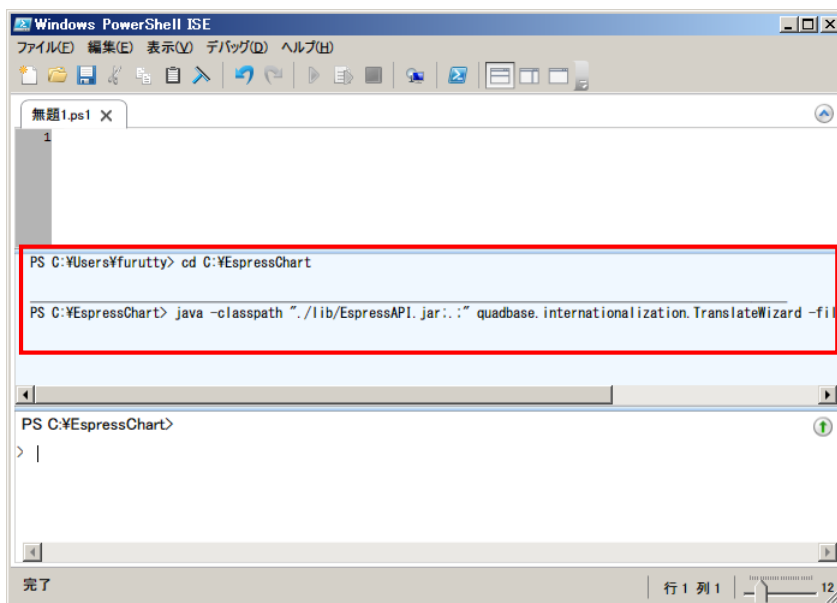 Windows PowerShell ISE
ファイル(F) 編集(E) 表示(V) デバッグ(D) ヘルプ(H)
無題1.ps1
1
PS C:¥Users¥furutty> cd C:¥EspressChart
PS C:¥EspressChart> java -classpath "./lib/EspressAPI.jar;.;" quadbase.internationalization.TranslateWizard -fil
PS C:¥EspressChart>
>
完了 行 1 列 1 12